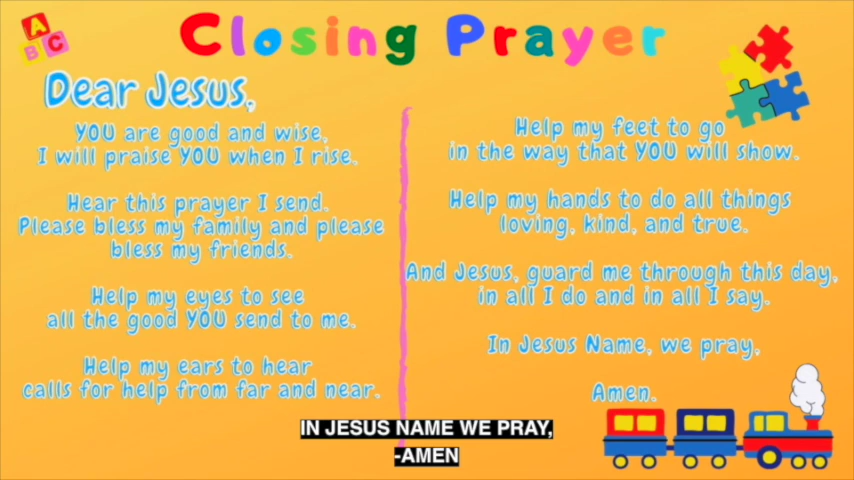 A
B C
Closing Prayer
Dear Jesus,
YOU are good and wise,
I will praise YOU when I rise.
Hear this prayer I send.
Please bless my family and please
bless my friends.
Help my eyes to see
all the good YOU send to me.
Help my ears to hear
calls for help from far and near.
Help my feet to go
in the way that YOU will show.
Help my hands to do all things
loving, kind, and true.
And Jesus, guard me through this day,
in all I do and in all I say.
In Jesus Name, we pray,
Amen.
IN JESUS NAME WE PRAY,
-AMEN